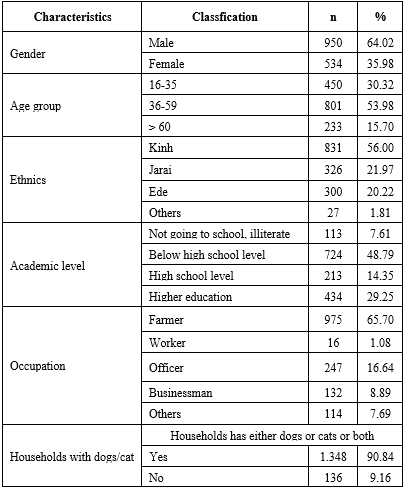 Characteristics Classfication n %
Gender Male 950 64.02
Female 534 35.98
Age group 16-35 450 30.32
36-59 801 53.98
> 60 233 15.70
Ethnics Kinh 831 56.00
Jarai 326 21.97
Ede 300 20.22
Others 27 1.81
Academic level Not going to school, illiterate 113 7.61
Below high school level 724 48.79
High school level 213 14.35
Higher education 434 29.25
Occupation Farmer 975 65.70
Worker 16 1.08
Officer 247 16.64
Businessman 132 8.89
Others 114 7.69
Households with dogs/cat Households has either dogs or cats or both
Yes 1.348 90.84
No 136 9.16